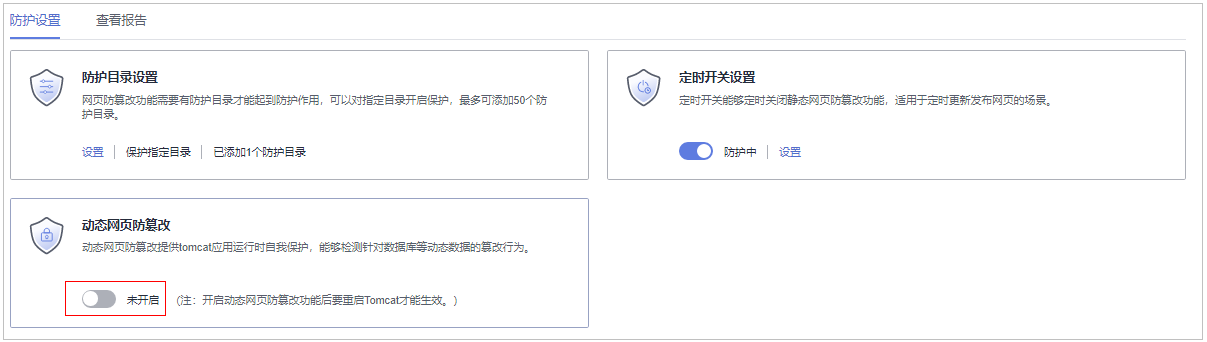 防护设置 查看报告
防护目录设置
网页防篡改功能需要有防护目录才能起到防护作用，可以对指定目录开启保护，最多可添加50个防
护目录。
设置 保护指定目录 已添加1个防护目录
定时开关设置
定时开关能够定时关闭静态网页防篡改功能，适用于定时更新发布网页的场景。
防护中 设置
动态网页防篡改
动态网页防篡改提供tomcat应用运行时自我保护，能够检测针对数据库等动态数据的篡改行为。
未开启 (注：开启动态网页防篡改功能后要重启Tomcat才能生效。)